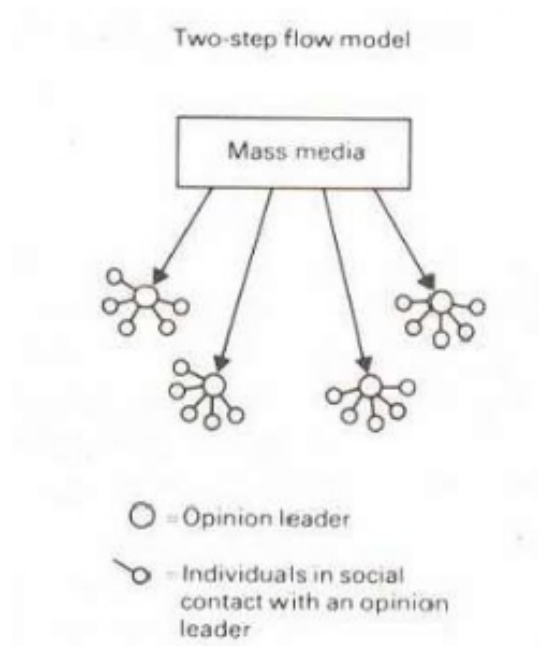 Two-step flow model
Mass media
= Opinion leader
= Individuals in social
contact with an opinion
leader